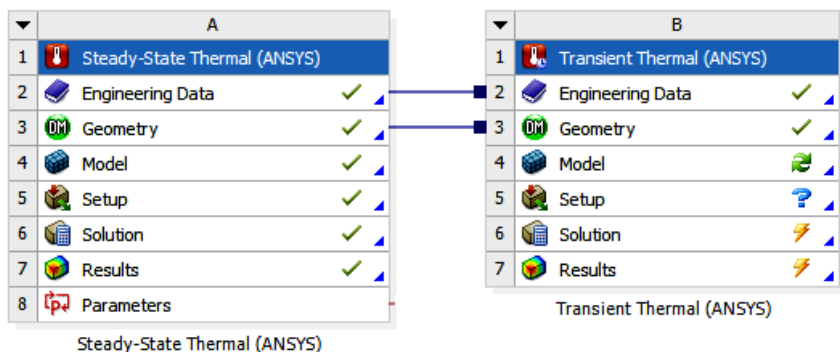 A
1 Steady-State Thermal (ANSYS)
2 Engineering Data
3 DM Geometry
4 Model
5 Setup
6 Solution
7 Results
8 Parameters
Steady-State Thermal (ANSYS)
B
1 Transient Thermal (ANSYS)
2 Engineering Data
3 DM Geometry
4 Model
5 Setup ?
6 Solution
7 Results
Transient Thermal (ANSYS)